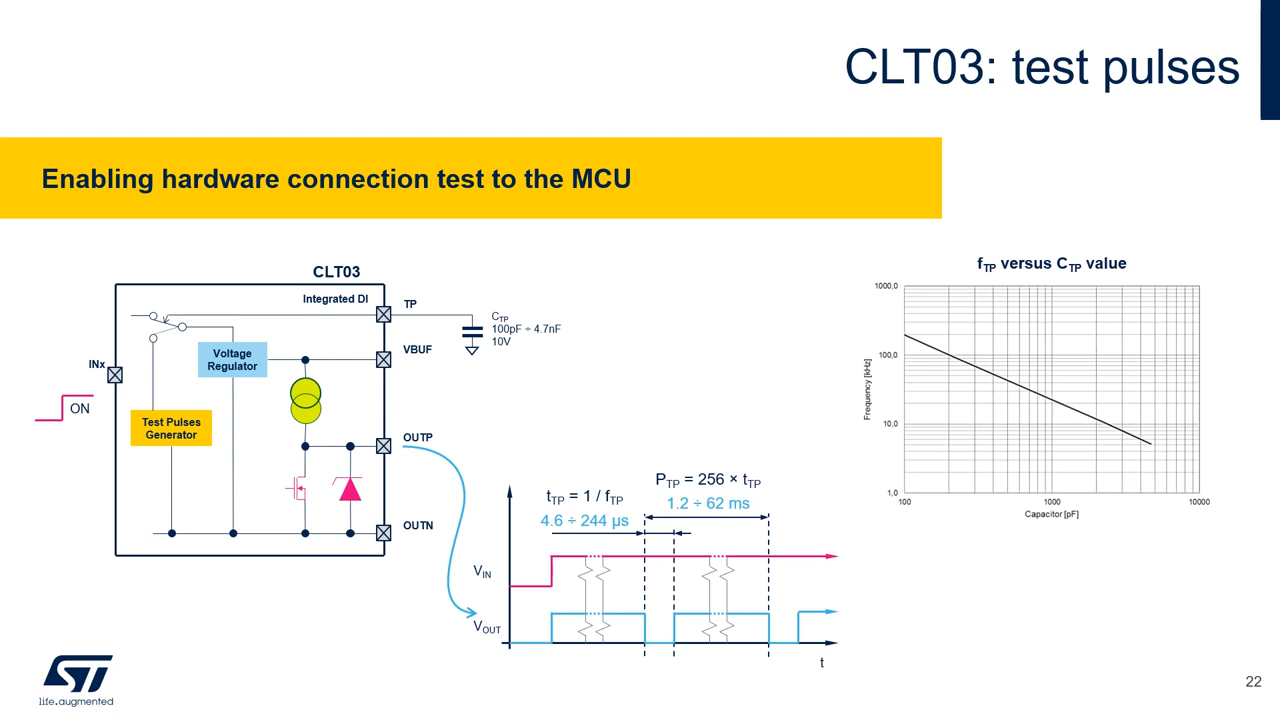 CLT03: test pulses
Enabling hardware connection test to the MCU
CLT03
Integrated DI
TP
CTP
100pF ÷ 4.7nF
10V
VBUF
INx
Voltage
Regulator
ON
Test Pulses
Generator
OUTP
OUTN
tTP = 1 / fTP
4.6 ÷ 244 µs
PTP = 256 × tTP
1.2 ÷ 62 ms
VIN
VOUT
t
fTP versus CTP value
1000,0
100,0
10,0
1,0
Frequency [kHz]
100
1000
10000
Capacitor [pF]
ST
life.augmented
22